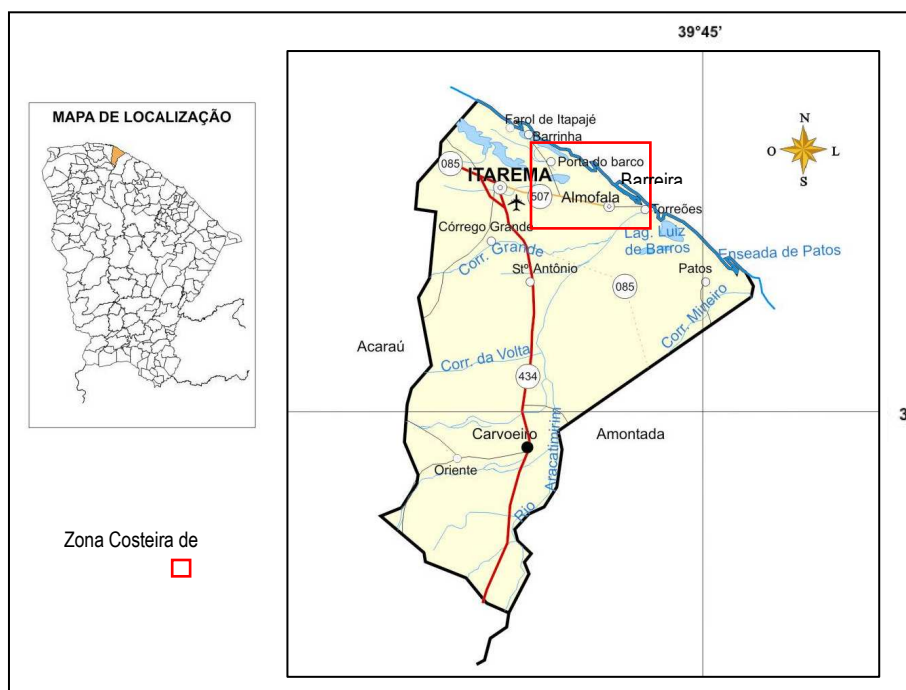 39°45'
MAPA DE LOCALIZAÇÃO
Farol de Itapajé
Barrinha
N
O
L
S
085
Porta do barco
ITAREMA
Barreira
507
Almofala
Torreões
Córrego Grande
Corr. Grande
Lag. Luiz
de Barros
Enseada de Patos
Stº Antônio
085
Patos
Corr. Mineiro
Acaraú
Corr. da Volta
434
3
Carvoeiro
Amontada
Oriente
Rio Aracatimirim
Zona Costeira de